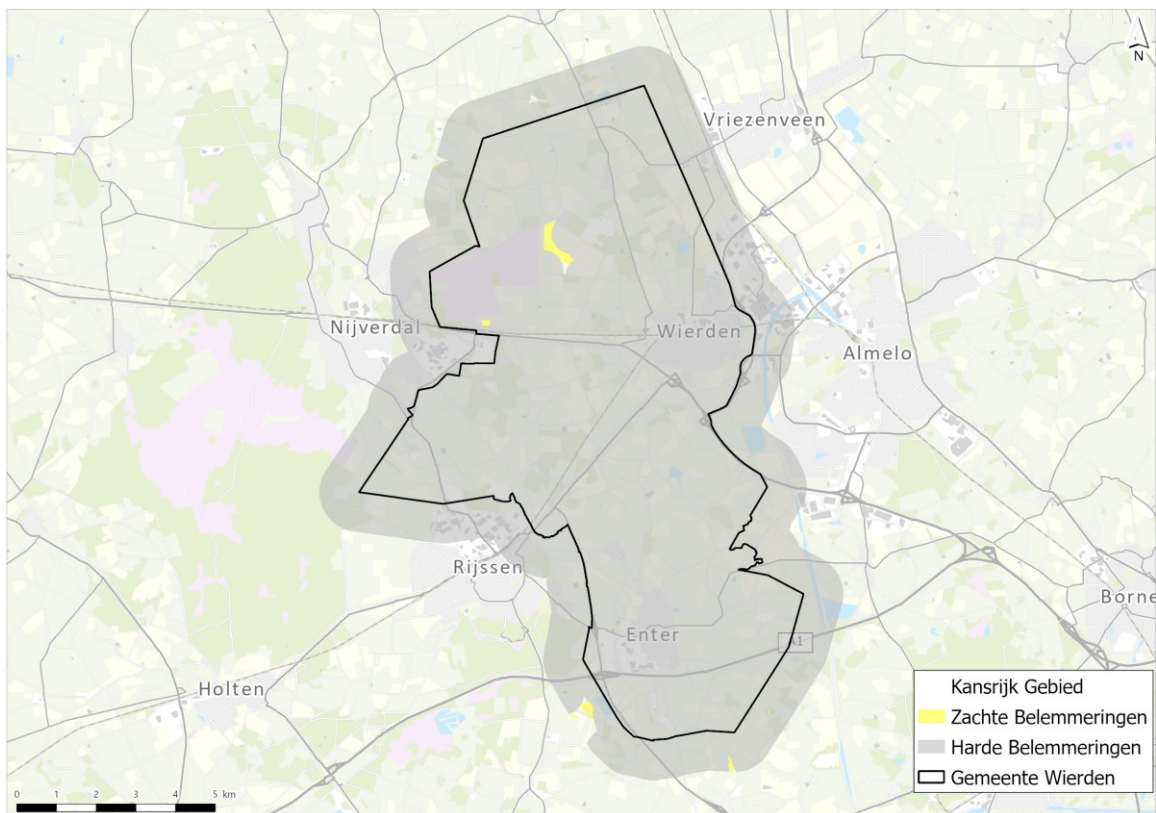 N
Vriezenveen
Nijverdal
Wierden
Almelo
Rijssen
Enter
A1
Borne
Holten
Kansrijk Gebied
Zachte Belemmeringen
Harde Belemmeringen
Gemeente Wierden
0 1 2 3 4 5 km